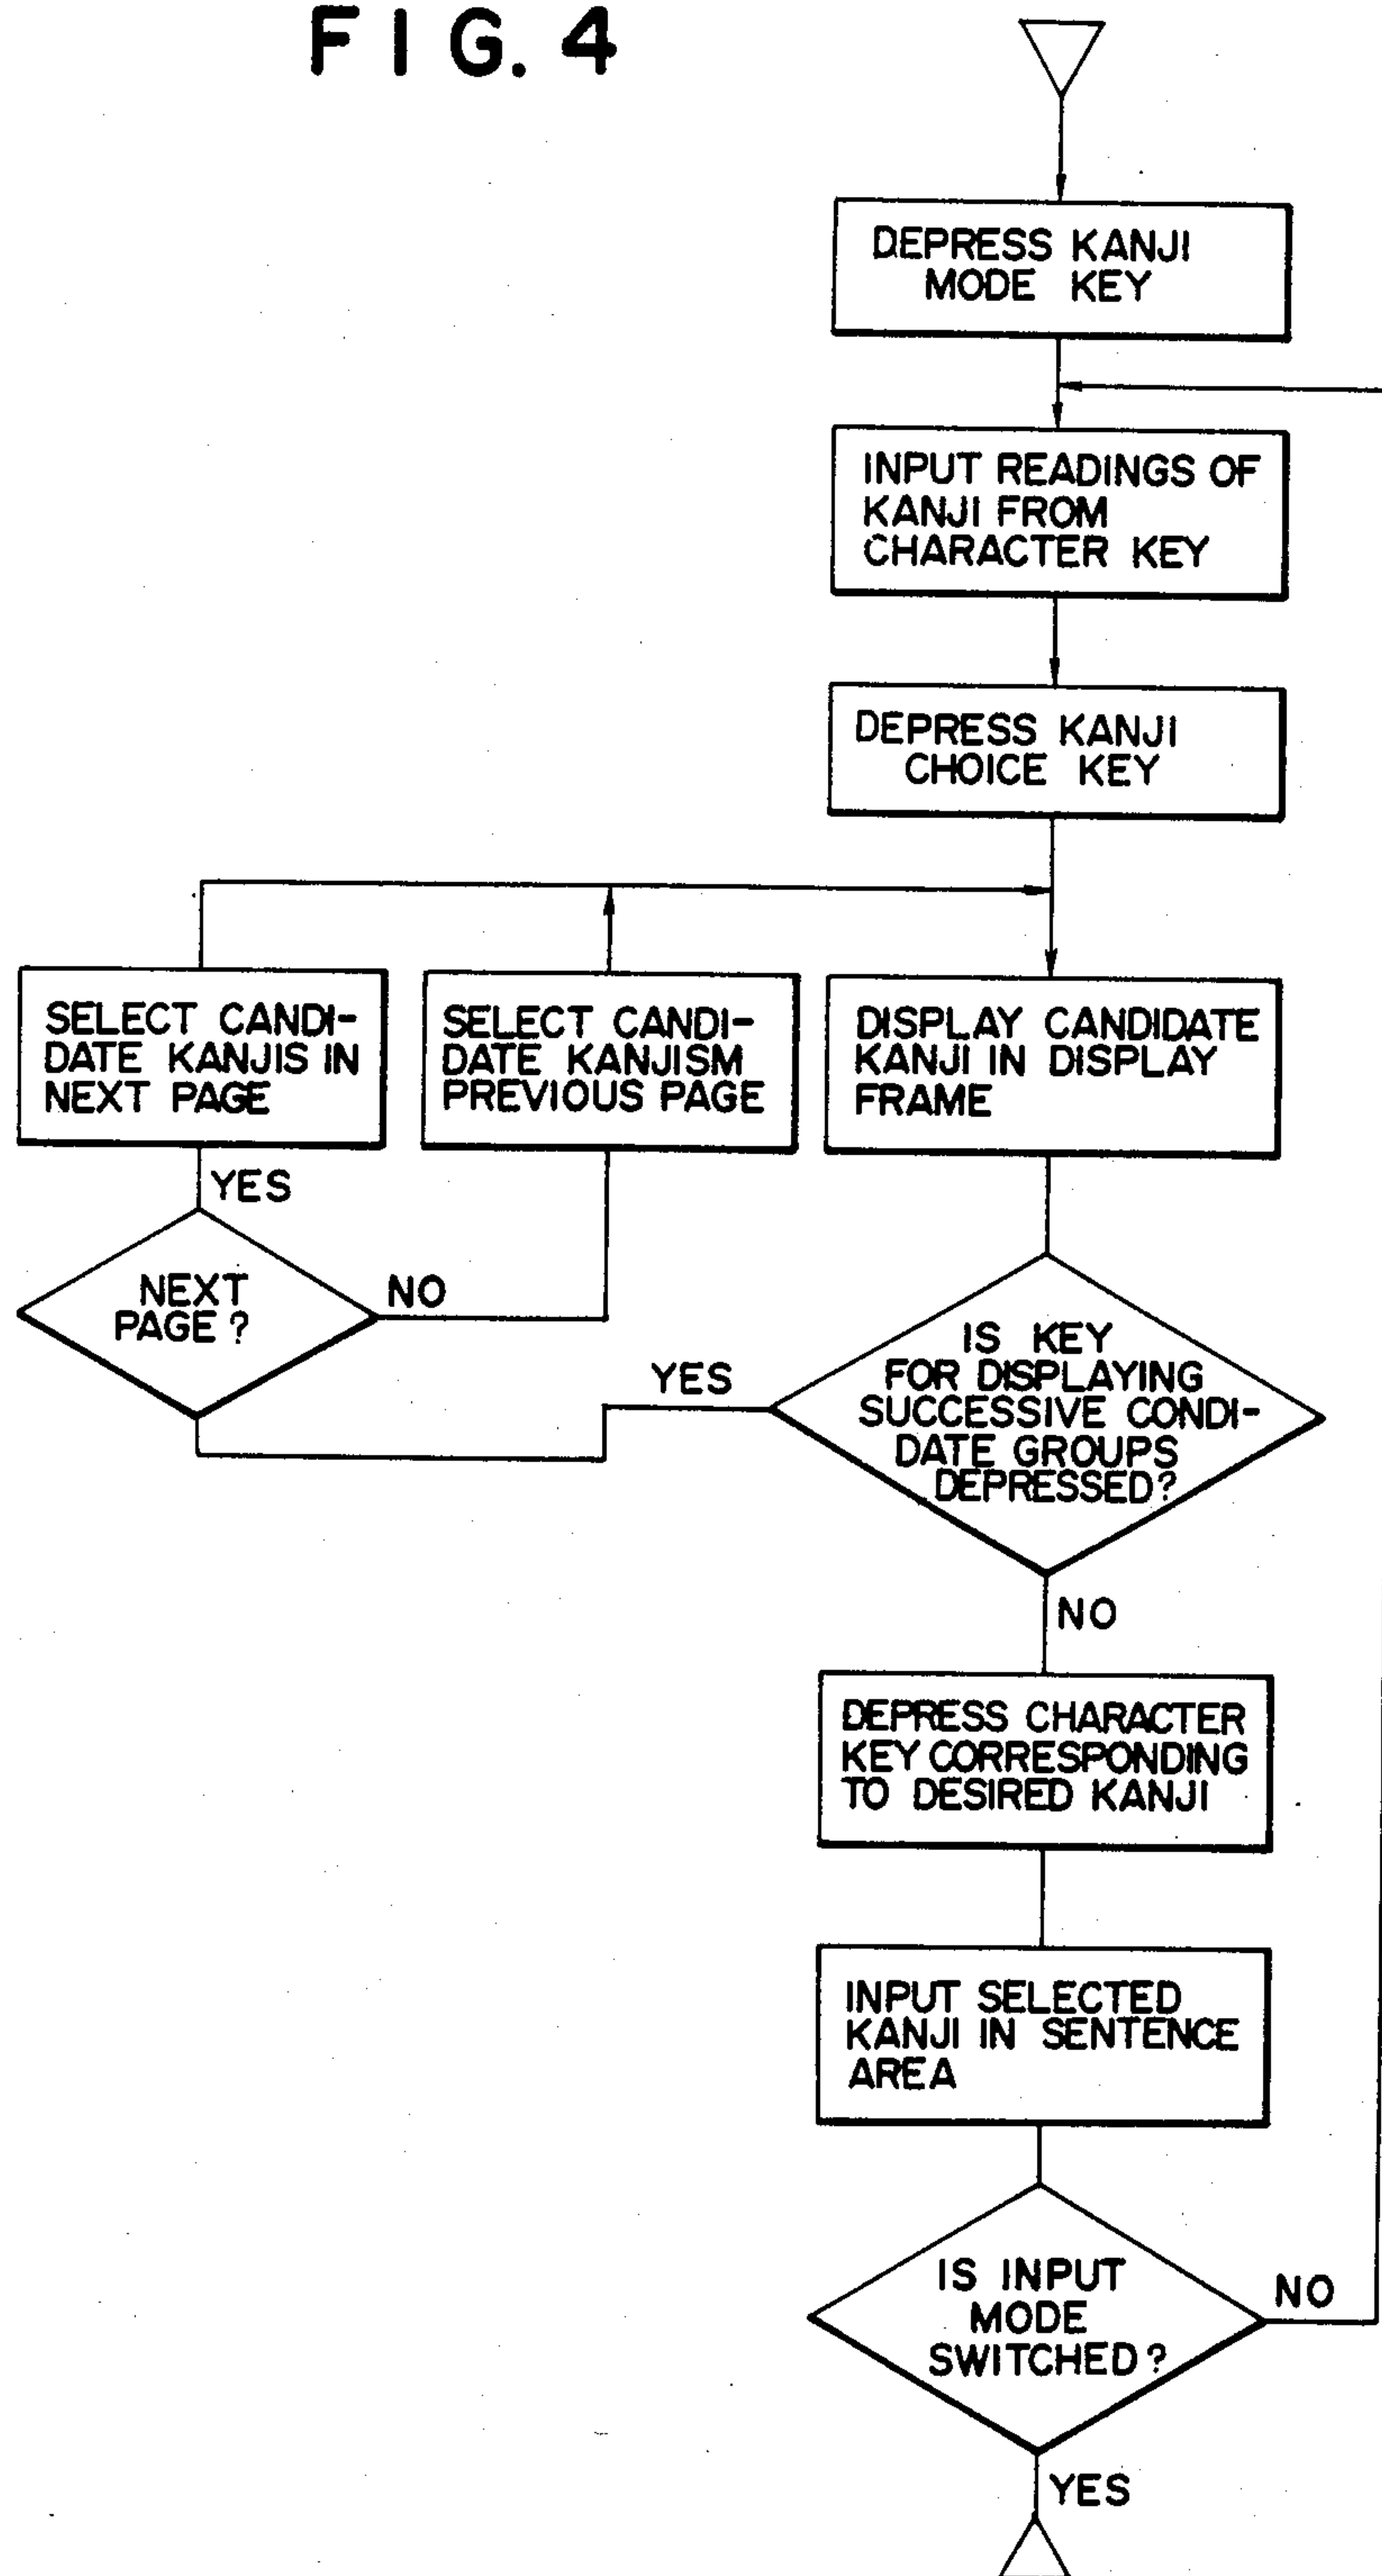 FIG. 4
DEPRESS KANJI
MODE KEY
INPUT READINGS OF
KANJI FROM
CHARACTER KEY
DEPRESS KANJI
CHOICE KEY
SELECT CANDI-
DATE KANJIS IN
NEXT PAGE
SELECT CANDI-
DATE KANJISM
PREVIOUS PAGE
DISPLAY CANDIDATE
KANJI IN DISPLAY
FRAME
YES
NEXT
PAGE?
NO
YES
IS KEY
FOR DISPLAYING
SUCCESSIVE CONDI-
DATE GROUPS
DEPRESSED?
NO
DEPRESS CHARACTER
KEY CORRESPONDING
TO DESIRED KANJI
INPUT SELECTED
KANJI IN SENTENCE
AREA
IS INPUT
MODE
SWITCHED?
NO
YES